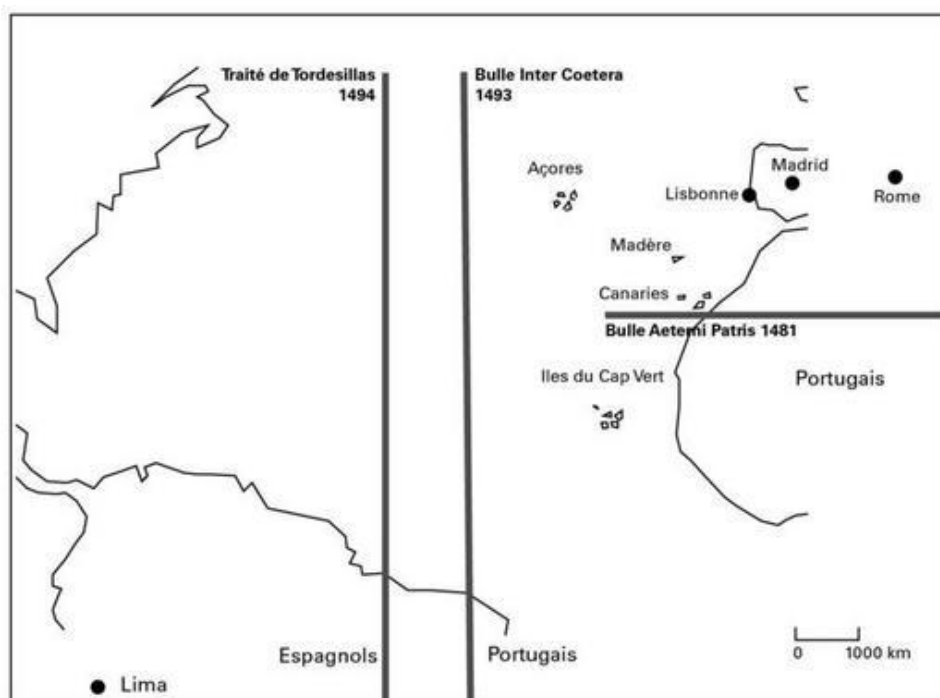 Traité de Tordesillas
1494
Bulle Inter Coetera
1493
Açores
Madrid
Lisbonne
Rome
Madère
Canaries
Bulle Aeterni Patris 1481
Iles du Cap Vert
Portugais
Espagnols
Portugais
0 1000 km
Lima